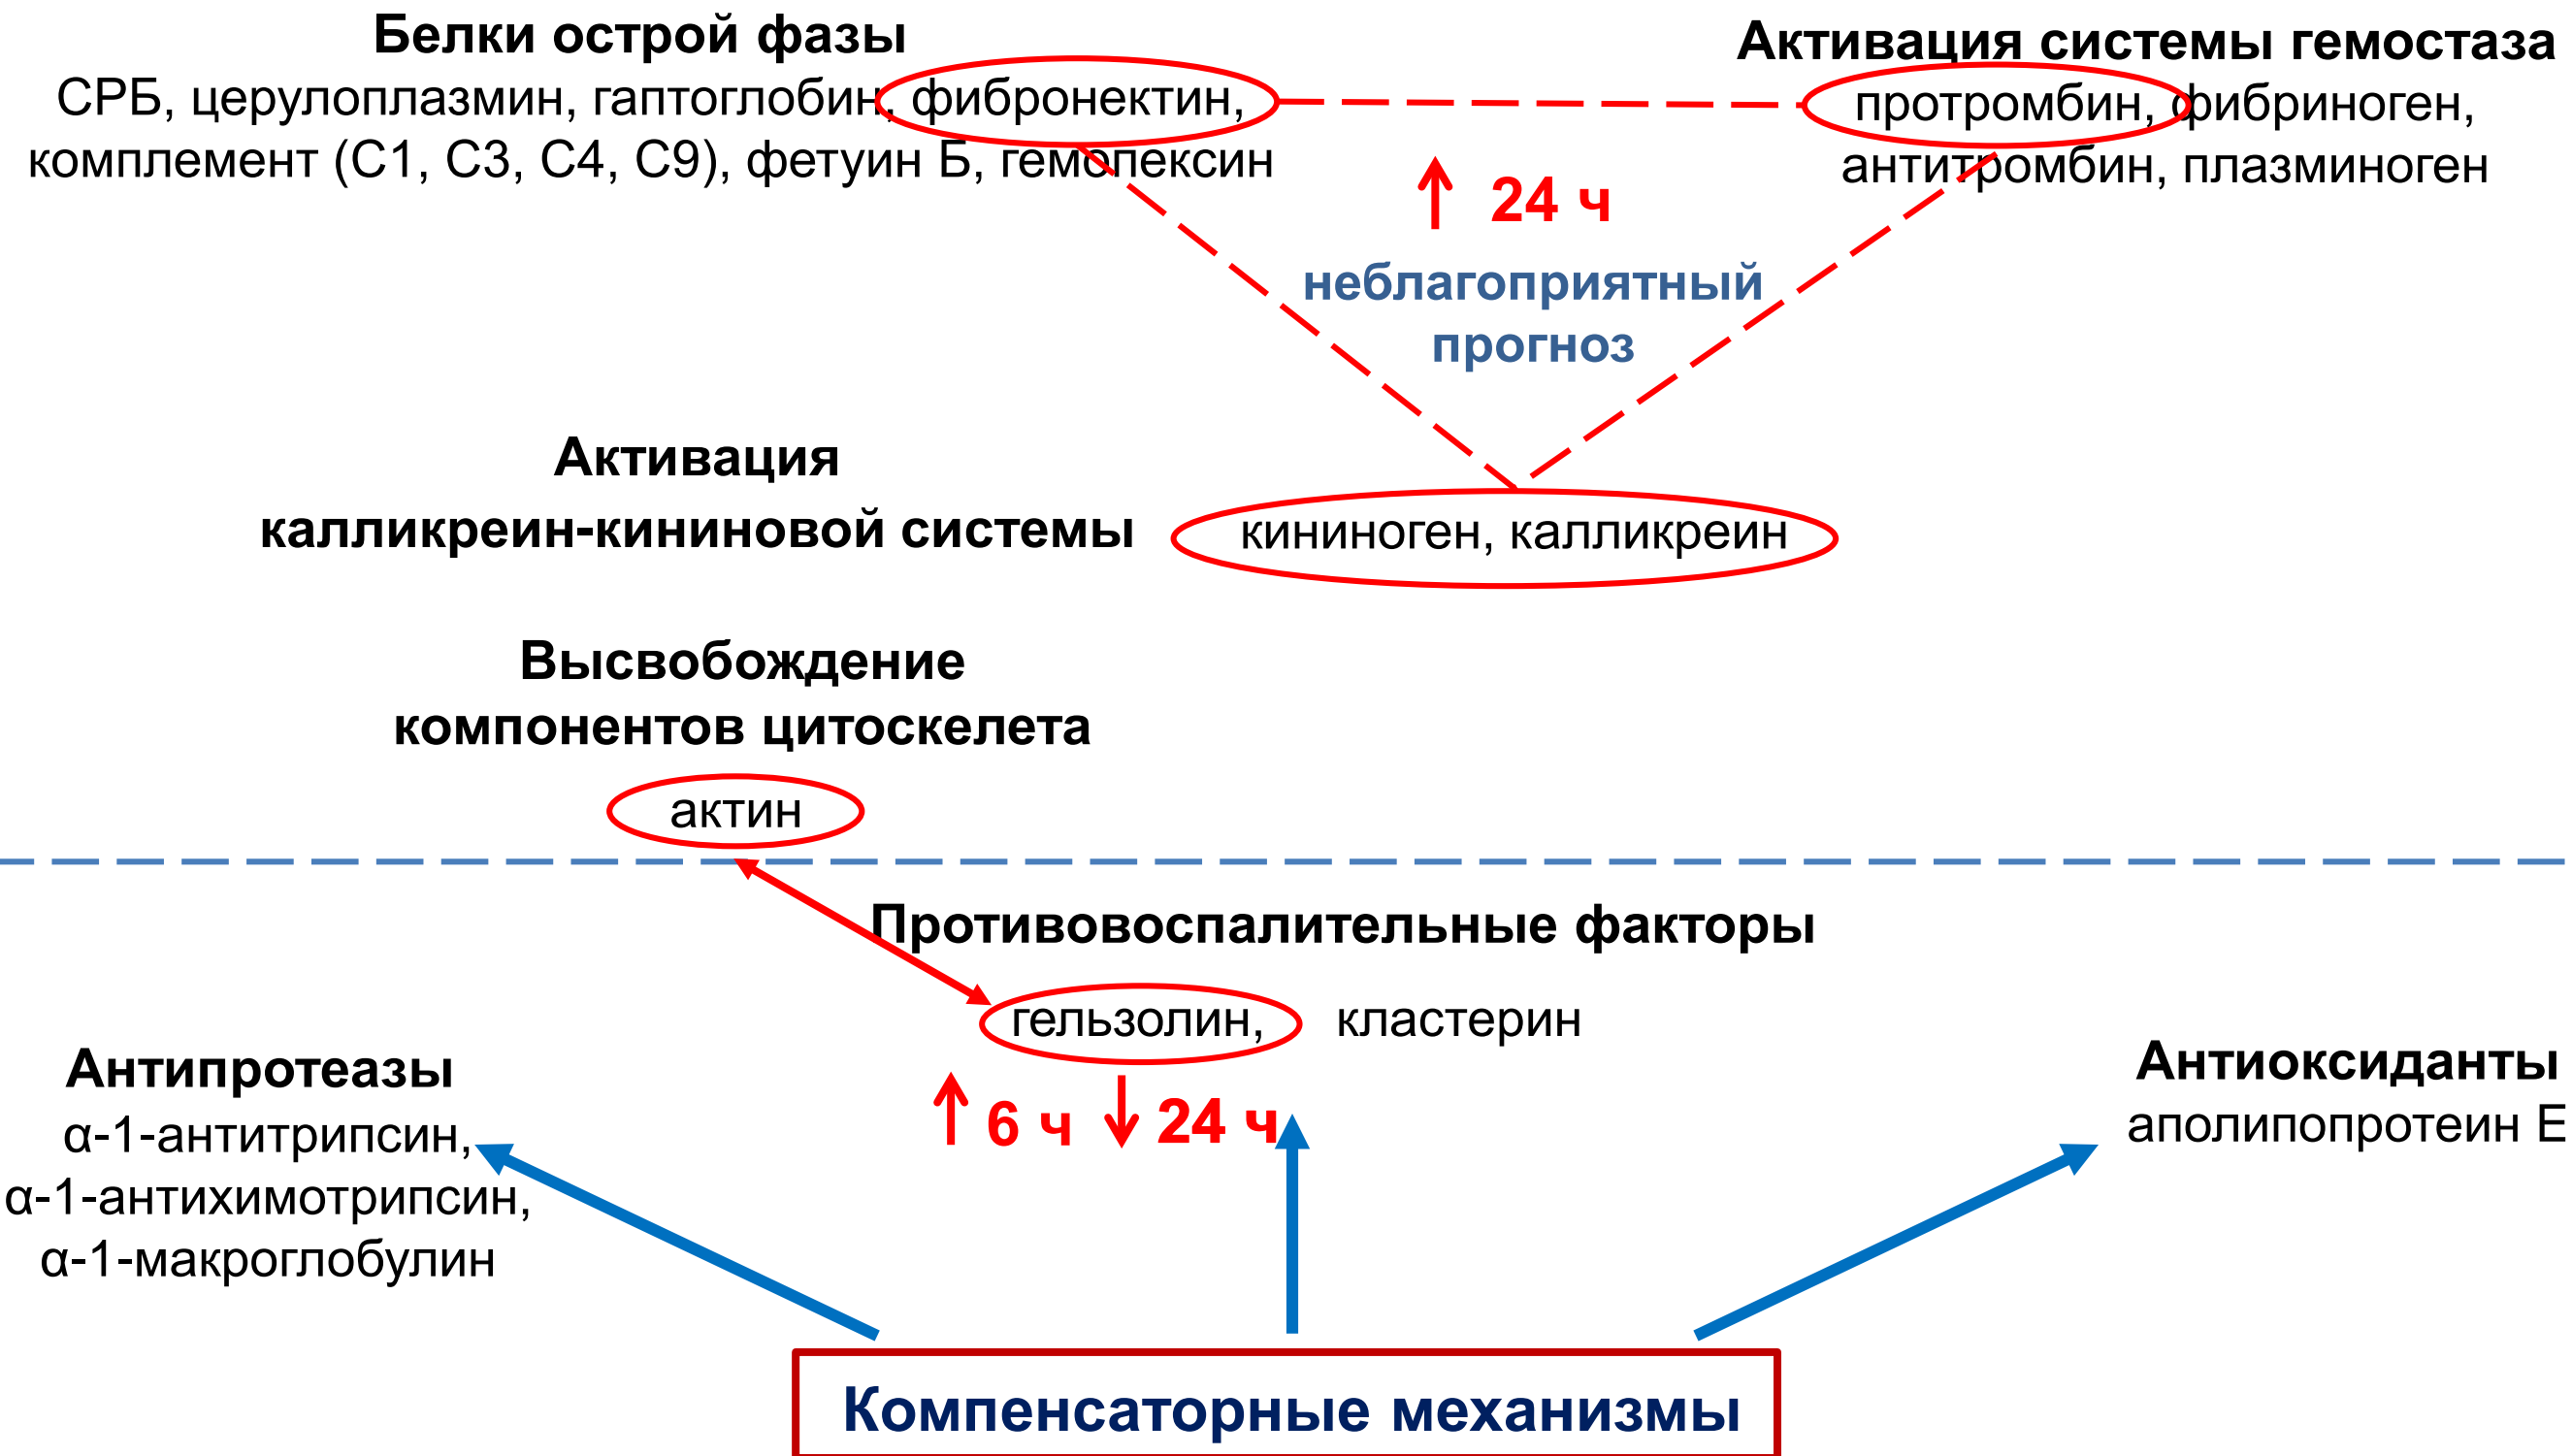 Белки острой фазы
СРБ, церулоплазмин, гаптоглобин, фибронектин,
комплемент (С1, С3, С4, С9), фетуин Б, гемопексин
Активация системы гемостаза
протромбин, фибриноген,
антитромбин, плазминоген
↑ 24 ч
неблагоприятный
прогноз
Активация
калликреин-кининовой системы
кининоген, калликреин
Высвобождение
компонентов цитоскелета
актин
Противовоспалительные факторы
гельзолин, кластерин
↑ 6 ч ↓ 24 ч
Антипротеазы
α-1-антитрипсин,
α-1-антихимотрипсин,
α-1-макроглобулин
Антиоксиданты
аполипопротеин Е
Компенсаторные механизмы